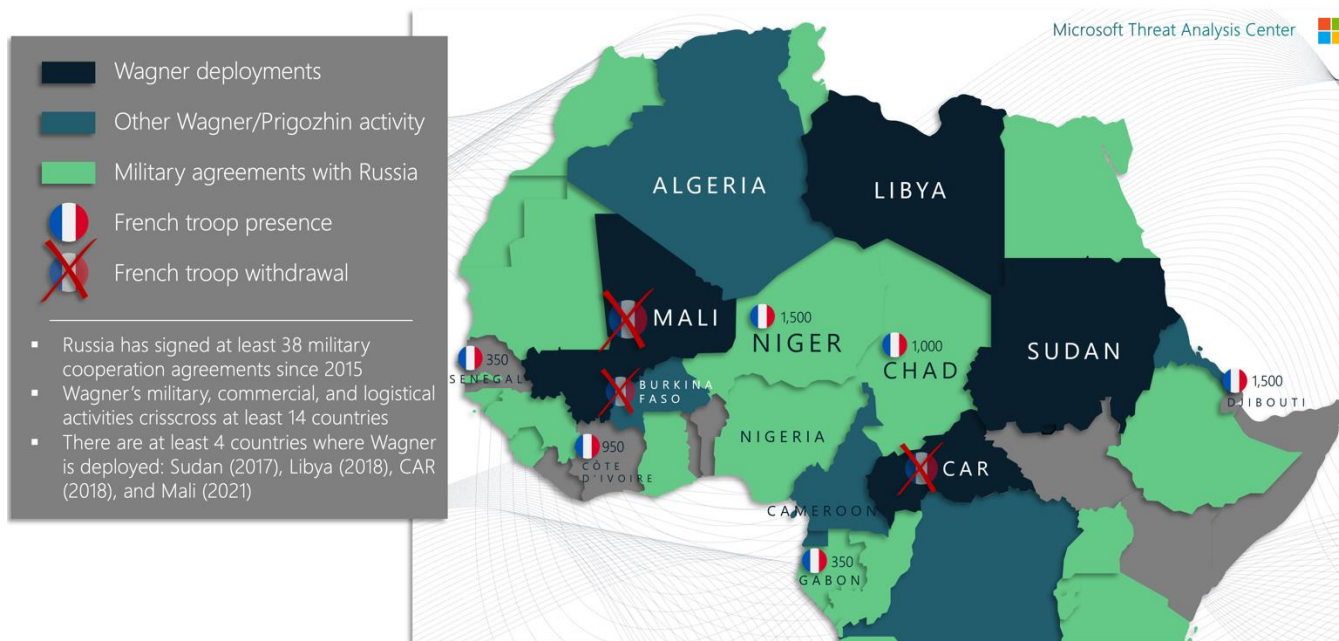 Microsoft Threat Analysis Center
Wagner deployments
Other Wagner/Prigozhin activity
Military agreements with Russia
French troop presence
French troop withdrawal
▪ Russia has signed at least 38 military
cooperation agreements since 2015
▪ Wagner's military, commercial, and logistical
activities crisscross at least 14 countries
▪ There are at least 4 countries where Wagner
is deployed: Sudan (2017), Libya (2018), CAR
(2018), and Mali (2021)
ALGERIA
LIBYA
MALI
1,500
NIGER
1,000
CHAD
SUDAN
350
SENEGAL
BURKINA
FASO
1,500
DJIBOUTI
NIGERIA
950
CÔTE
D'IVOIRE
CAR
CAMEROON
350
GABON